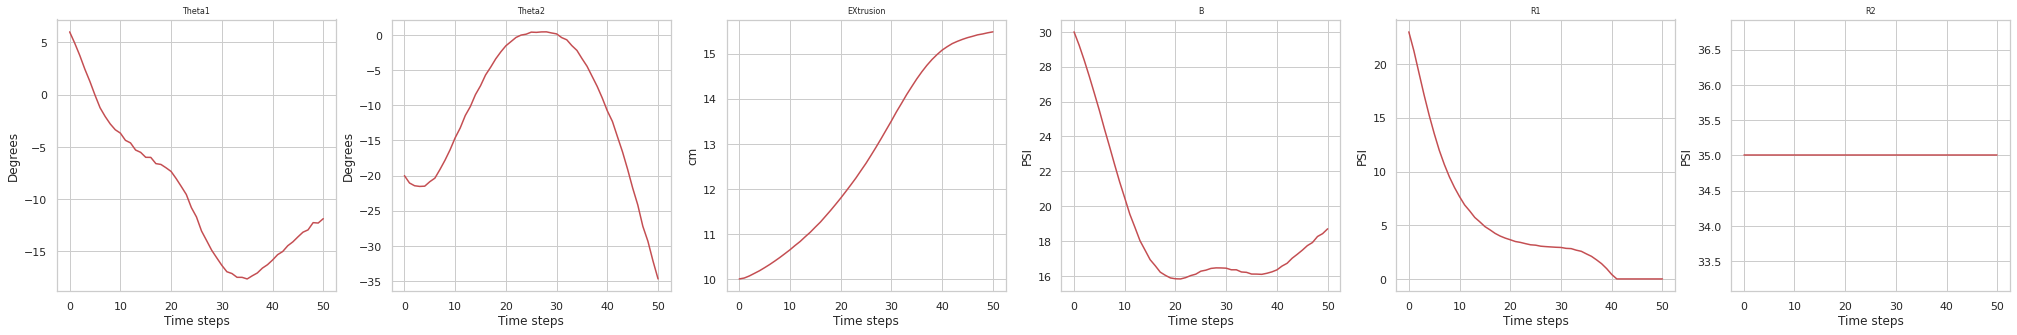 Theta1
Degrees
5
0
−5
−10
−15
0 10 20 30 40 50
Time steps
Theta2
Degrees
0
−5
−10
−15
−20
−25
−30
−35
0 10 20 30 40 50
Time steps
EXtrusion
cm
15
14
13
12
11
10
0 10 20 30 40 50
Time steps
B
PSI
30
28
26
24
22
20
18
16
0 10 20 30 40 50
Time steps
R1
PSI
20
15
10
5
0
0 10 20 30 40 50
Time steps
R2
PSI
36.5
36.0
35.5
35.0
34.5
34.0
33.5
0 10 20 30 40 50
Time steps